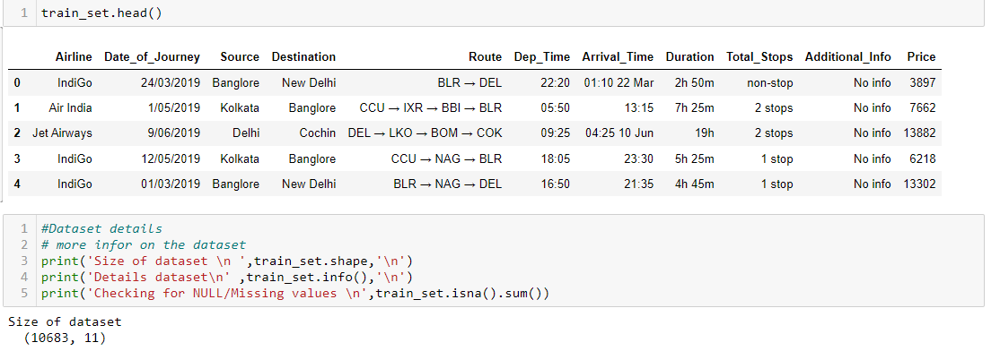 1 train_set.head()
Airline Date_of_Journey Source Destination Route Dep_Time Arrival_Time Duration Total_Stops Additional_Info Price
0 IndiGo 24/03/2019 Banglore New Delhi BLR → DEL 22:20 01:10 22 Mar 2h 50m non-stop No info 3897
1 Air India 1/05/2019 Kolkata Banglore CCU → IXR → BBI → BLR 05:50 13:15 7h 25m 2 stops No info 7662
2 Jet Airways 9/06/2019 Delhi Cochin DEL → LKO → BOM → COK 09:25 04:25 10 Jun 19h 2 stops No info 13882
3 IndiGo 12/05/2019 Kolkata Banglore CCU → NAG → BLR 18:05 23:30 5h 25m 1 stop No info 6218
4 IndiGo 01/03/2019 Banglore New Delhi BLR → NAG → DEL 16:50 21:35 4h 45m 1 stop No info 13302
1 #Dataset details
2 # more infor on the dataset
3 print('Size of dataset \n ',train_set.shape,'\n')
4 print('Details dataset\n' ,train_set.info(),'\n')
5 print('Checking for NULL/Missing values \n',train_set.isna().sum())
Size of dataset
(10683, 11)